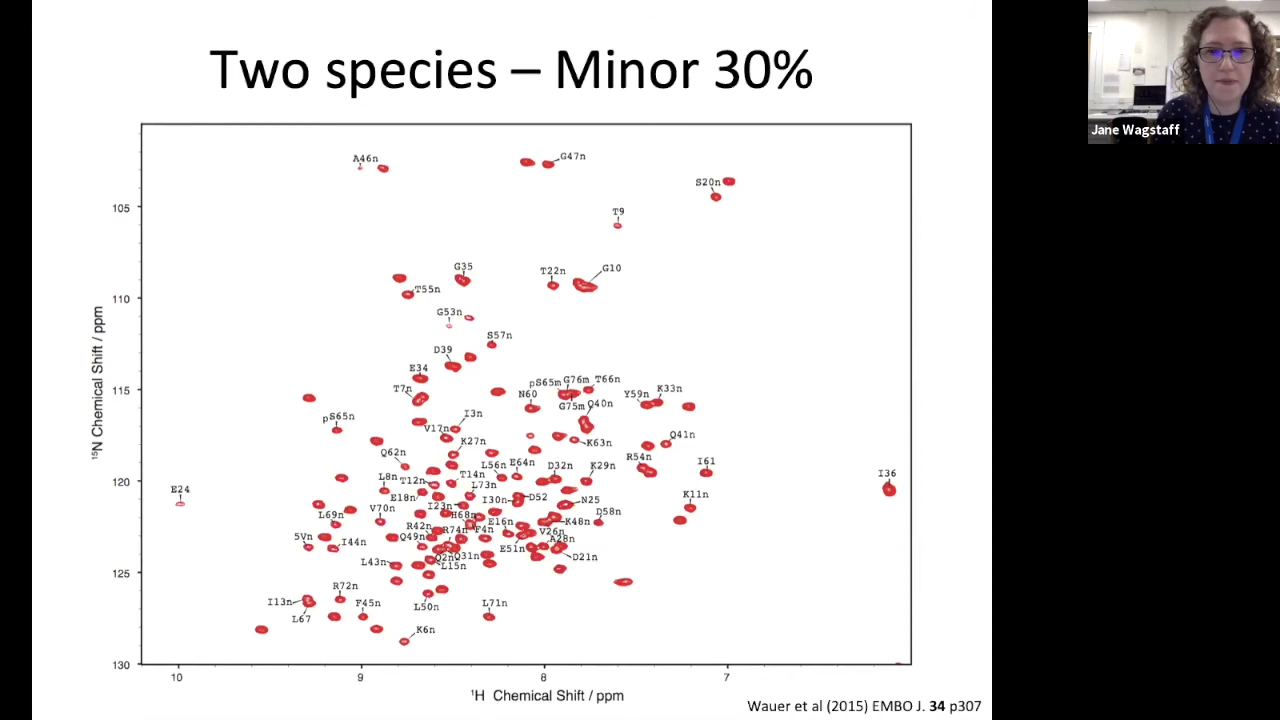 Two species – Minor 30%
Jane Wagstaff
A46n
G47n
S20n
T9
G35
T22n
G10
T55n
G53n
S57n
D39
E34
T7n
pS65m
G76m
T66n
N60
G75m
Q40n
Y59n
K33n
pS65n
I3n
V17n
K27n
K63n
Q41n
Q62n
L56n
E64n
D32n
K29n
R54n
I61
I36
E24
L8n
T12n
T14n
L73n
E18n
I23n
I30n
D52
N25
K11n
L69n
V70n
H68n
E16n
K48n
D58n
5Vn
I44n
R42n
Q49n
R74n
F4n
V26n
A28n
E51n
D21n
Q2n
Q31n
L15n
L43n
I13n
R72n
L67
F45n
L50n
L71n
K6n
105
110
115
120
125
130
10
9
8
7
15N Chemical Shift / ppm
1H Chemical Shift / ppm
Wauer et al (2015) EMBO J. 34 p307